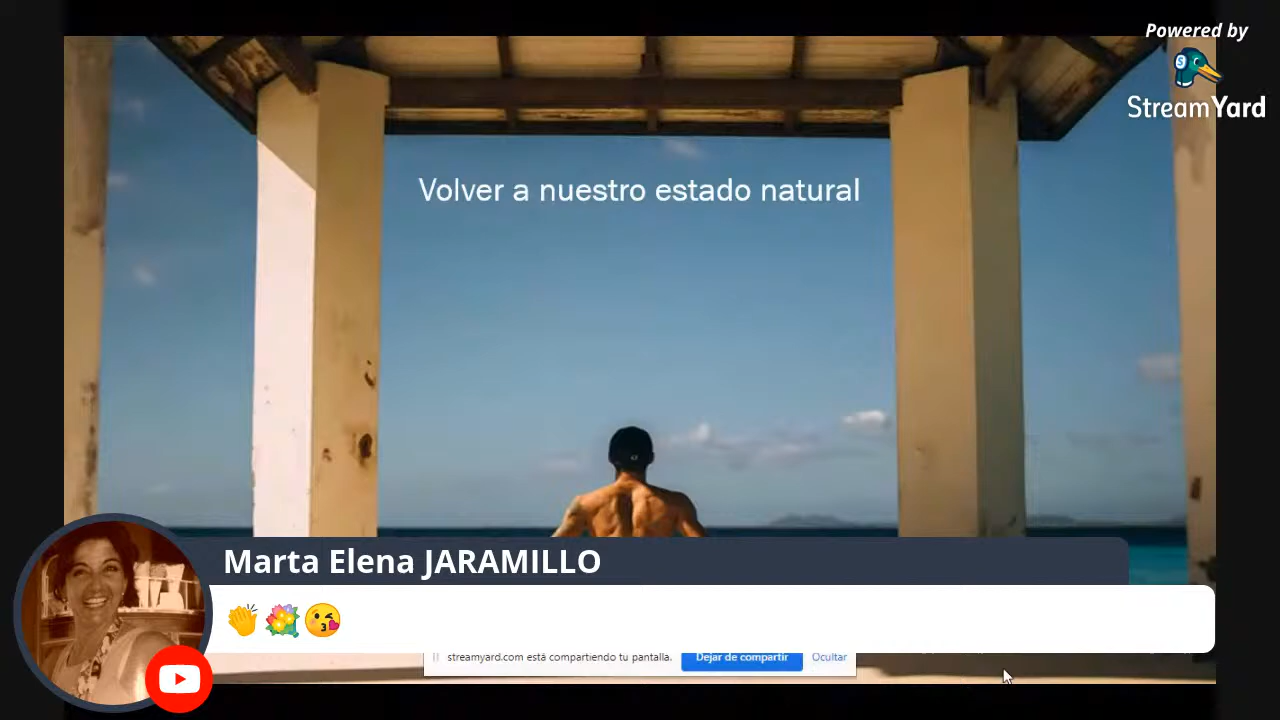 Powered by
StreamYard
Volver a nuestro estado natural
Marta Elena JARAMILLO
👏💐😘
streamyard.com está compartiendo tu pantalla. Dejar de compartir Ocultar